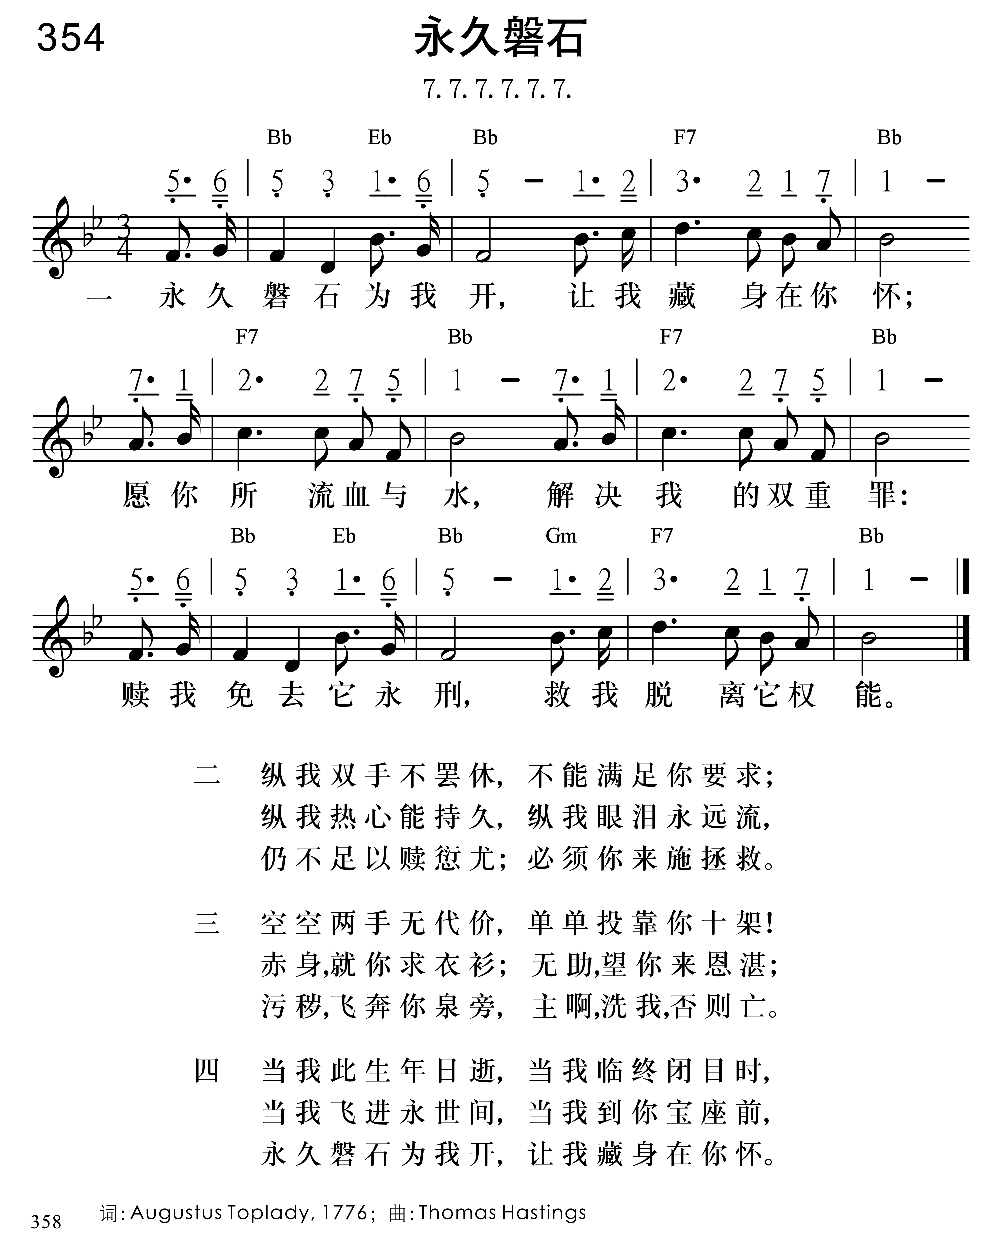 354
永久磐石
7. 7. 7. 7. 7. 7.
Bb Eb Bb F7 Bb
5· 6 | 5 3 1· 6 | 5 – 1· 2 | 3· 2 1 7 | 1 –
3
4
一 永久磐石为我开，让我藏身在你怀；
F7 Bb F7 Bb
7· 1 | 2· 2 7 5 | 1 – 7· 1 | 2· 2 7 5 | 1 –
愿你所流血与水，解决我的双重罪：
Bb Eb Bb Gm F7 Bb
5· 6 | 5 3 1· 6 | 5 – 1· 2 | 3· 2 1 7 | 1 –
赎我免去它永刑，救我脱离它权能。
二 纵我双手不罢休，不能满足你要求；
纵我热心能持久，纵我眼泪永远流，
仍不足以赎愆尤；必须你来施拯救。
三 空空两手无代价，单单投靠你十架！
赤身,就你求衣衫；无助,望你来恩湛；
污秽,飞奔你泉旁，主啊,洗我,否则亡。
四 当我此生年日逝，当我临终闭目时，
当我飞进永世间，当我到你宝座前，
永久磐石为我开，让我藏身在你怀。
358 词: Augustus Toplady, 1776; 曲: Thomas Hastings